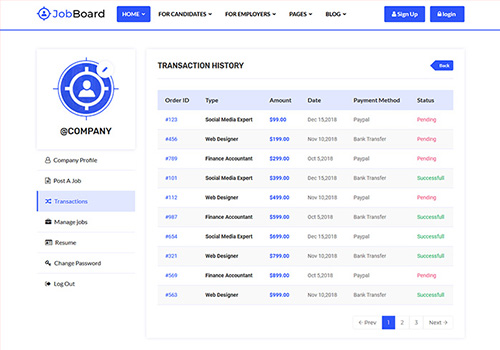 JobBoard HOME FOR CANDIDATES FOR EMPLOYERS PAGES BLOG Sign Up login
@COMPANY
Company Profile
Post A Job
Transactions
Manage jobs
Resume
Change Password
Log Out
TRANSACTION HISTORY Back
Order ID Type Amount Date Payment Method Status
#123 Social Media Expert $99.00 Dec 15,2018 Paypal Pending
#456 Web Designer $199.00 Nov 10,2018 Bank Transfer Pending
#789 Finance Accountant $299.00 Oct 5,2018 Paypal Pending
#101 Social Media Expert $399.00 Dec 15,2018 Bank Transfer Successfull
#112 Web Designer $499.00 Nov 10,2018 Paypal Pending
#987 Finance Accountant $599.00 Oct 5,2018 Bank Transfer Successfull
#654 Social Media Expert $699.00 Dec 15,2018 Paypal Successfull
#321 Web Designer $799.00 Nov 10,2018 Bank Transfer Successfull
#569 Finance Accountant $899.00 Oct 5,2018 Paypal Pending
#563 Web Designer $999.00 Nov 10,2018 Bank Transfer Successfull
Prev 1 2 3 Next